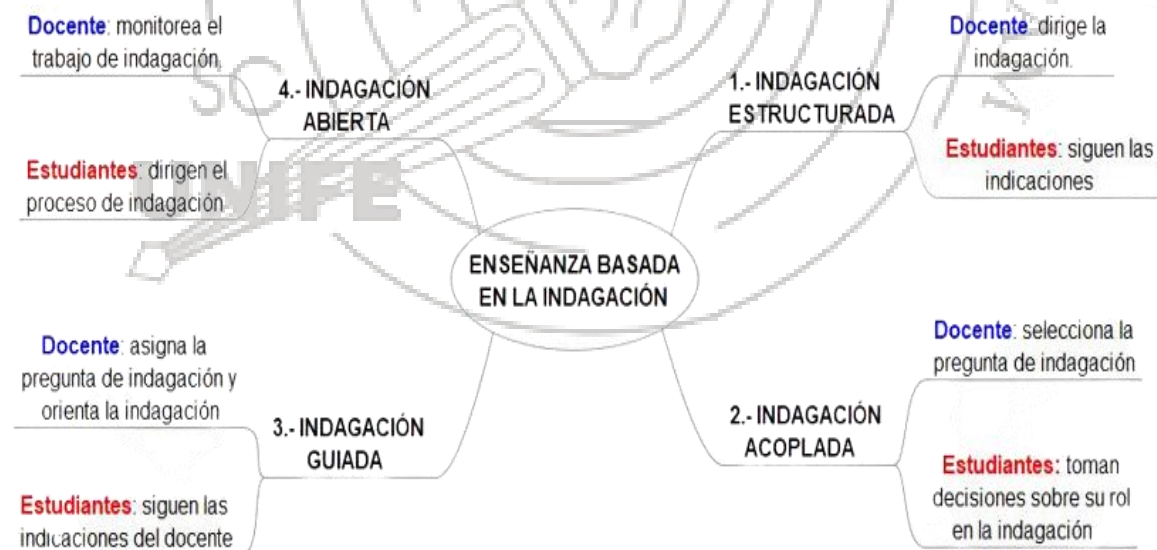 ENSEÑANZA BASADA
EN LA INDAGACIÓN
1.- INDAGACIÓN
ESTRUCTURADA
Docente: dirige la
indagación.
Estudiantes: siguen las
indicaciones
2.- INDAGACIÓN
ACOPLADA
Docente: selecciona la
pregunta de indagación
Estudiantes: toman
decisiones sobre su rol
en la indagación
3.- INDAGACIÓN
GUIADA
Docente: asigna la
pregunta de indagación y
orienta la indagación
Estudiantes: siguen las
indicaciones del docente
4.- INDAGACIÓN
ABIERTA
Docente: monitorea el
trabajo de indagación.
Estudiantes: dirigen el
proceso de indagación
UNIFE